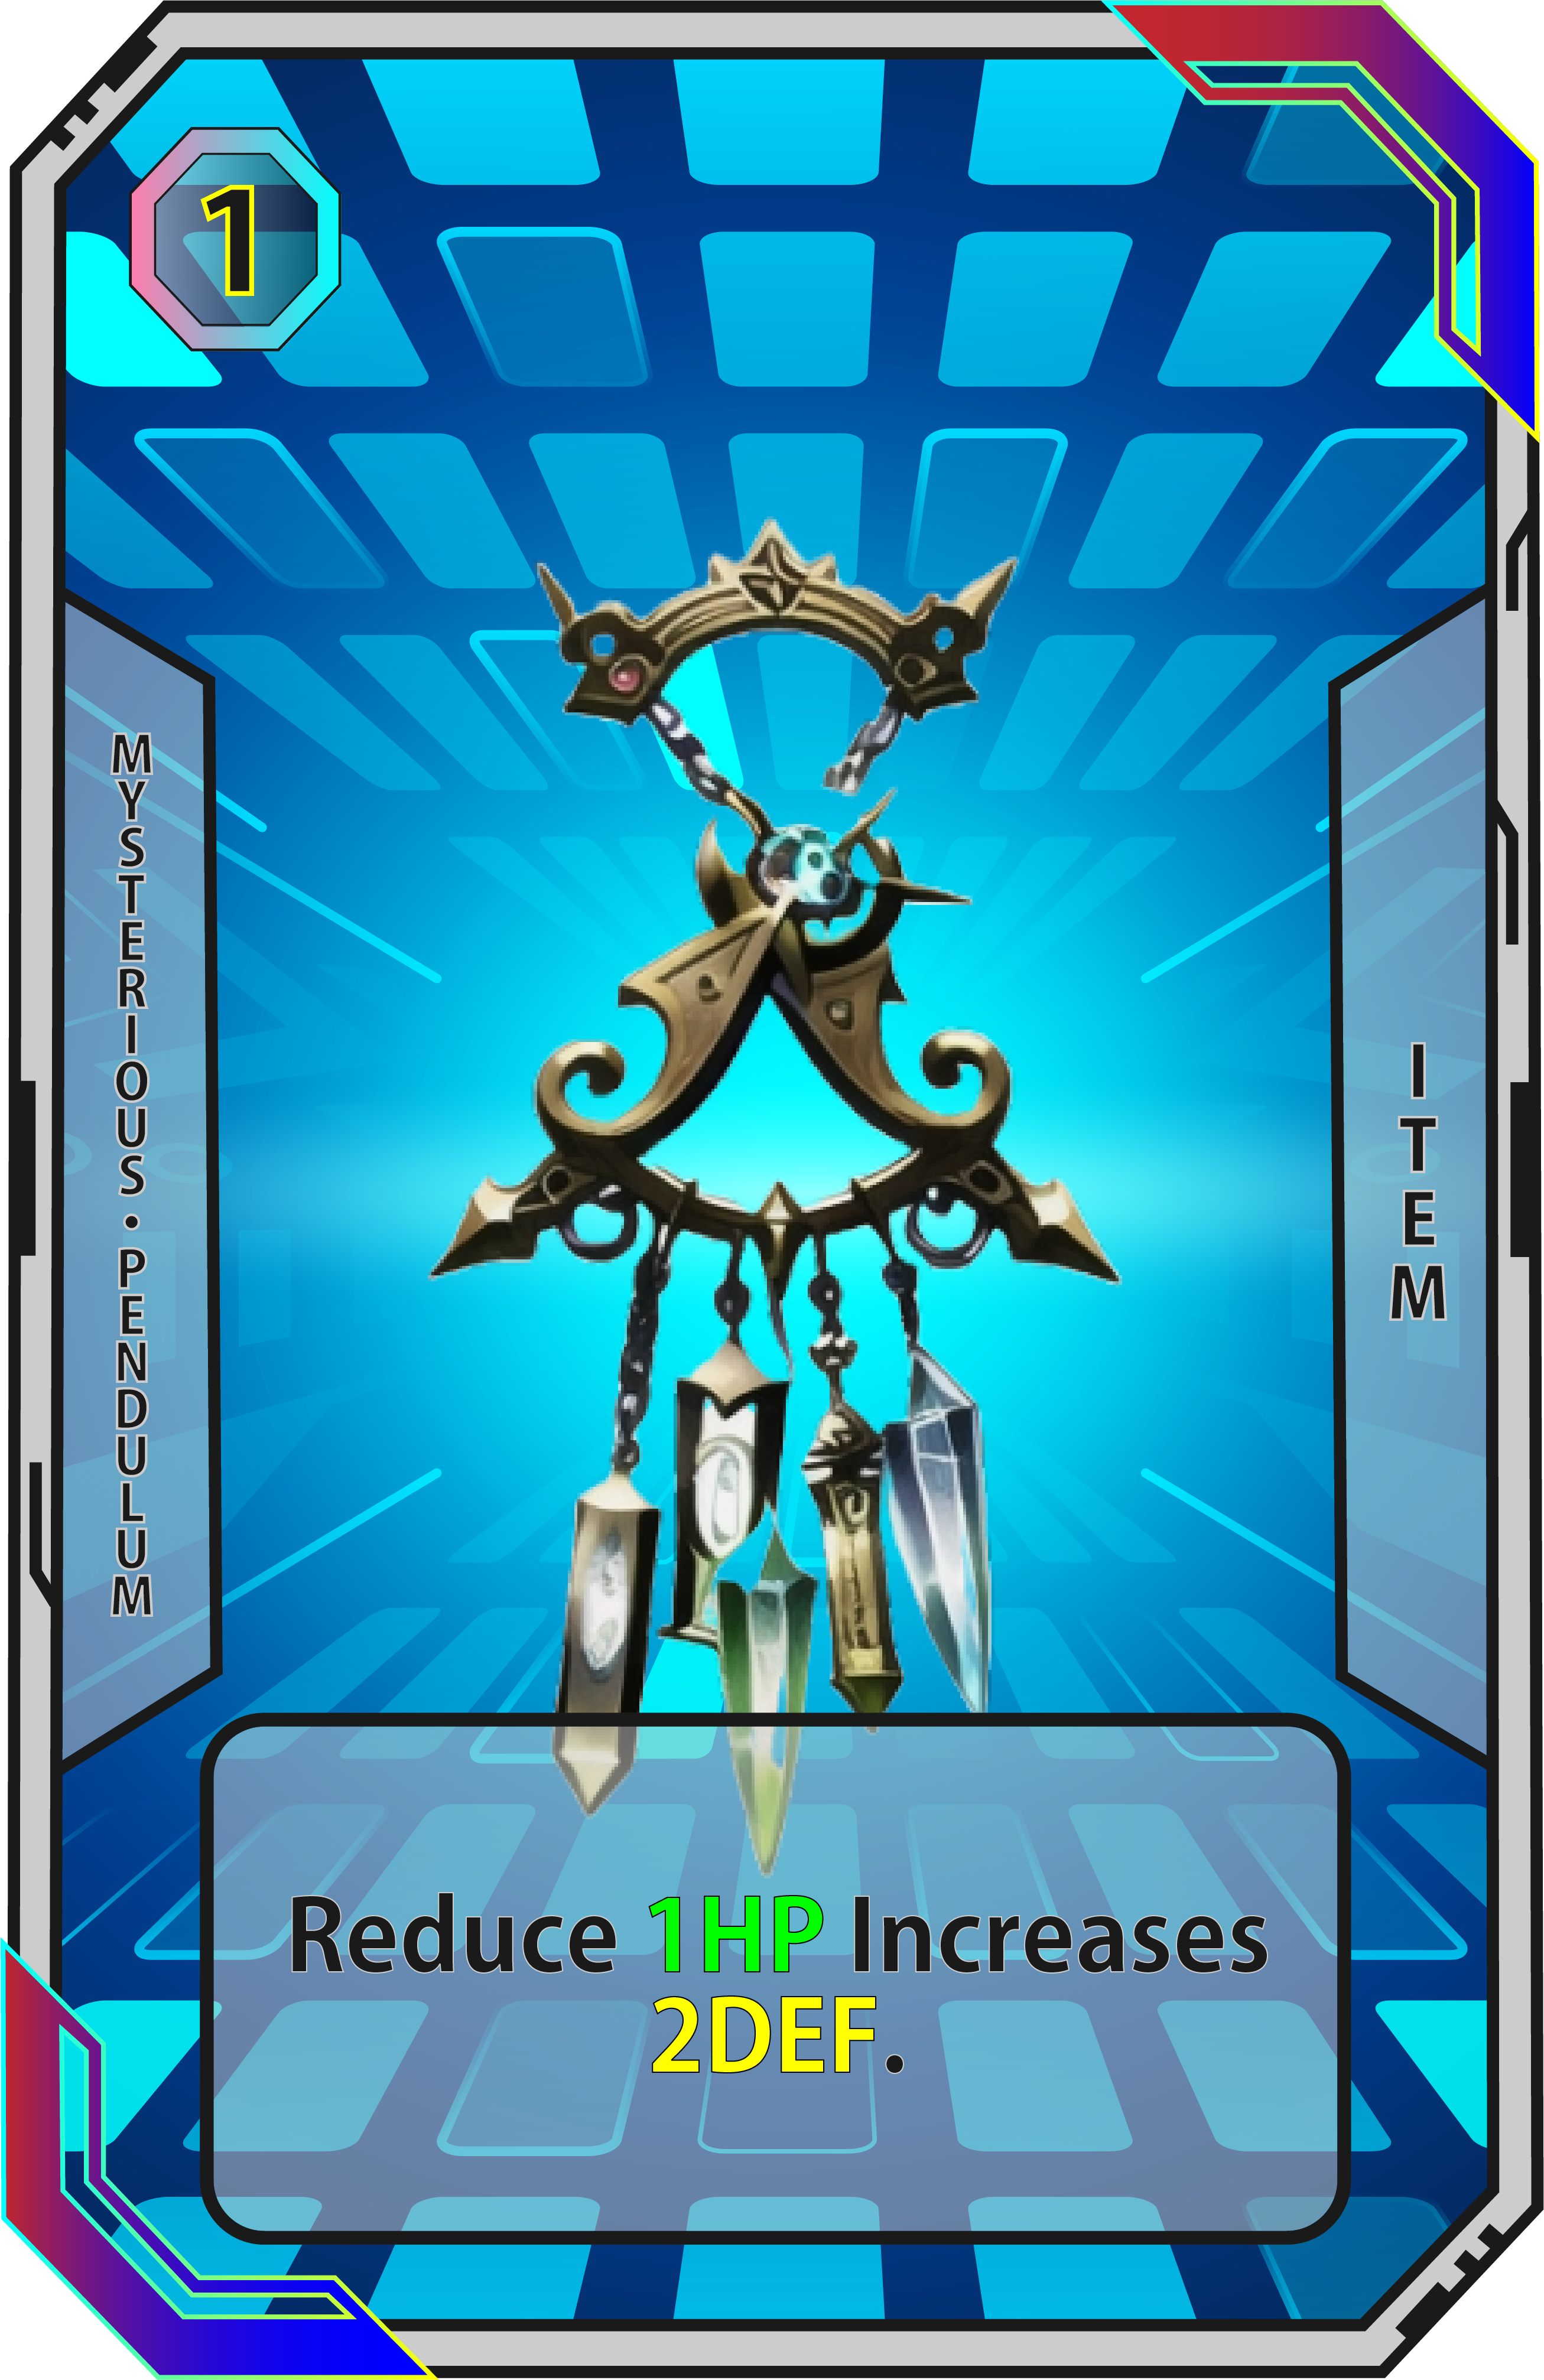 1
MYSTERIOUS·PENDULUM
ITEM
Reduce 1HP Increases
2DEF.